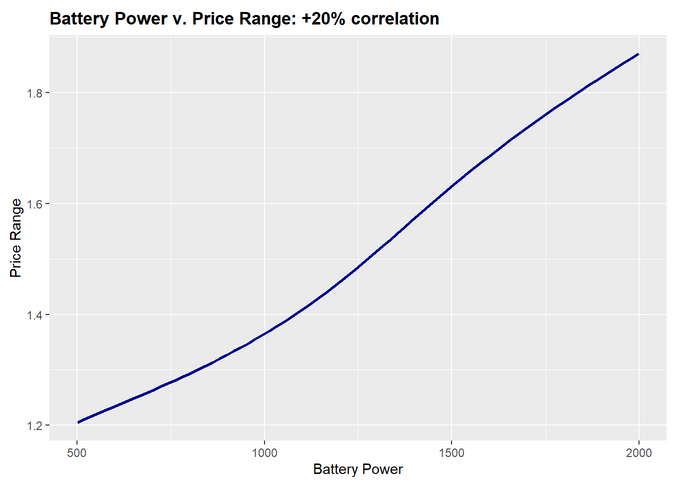 Battery Power v. Price Range: +20% correlation
Price Range
1.8
1.6
1.4
1.2
500 1000 1500 2000
Battery Power